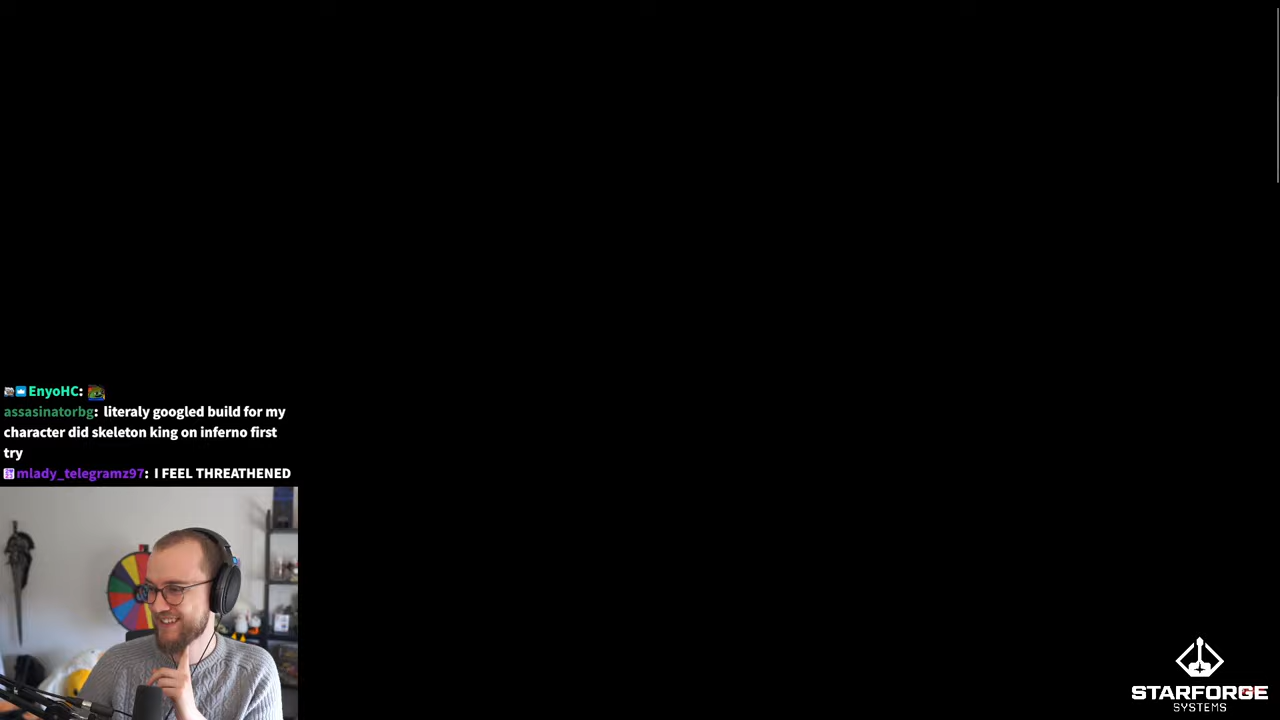 EnyoHC:
assasinatorbg: literaly googled build for my
character did skeleton king on inferno first
try
mlady_telegramz97: I FEEL THREATHENED
STARFORGE
SYSTEMS